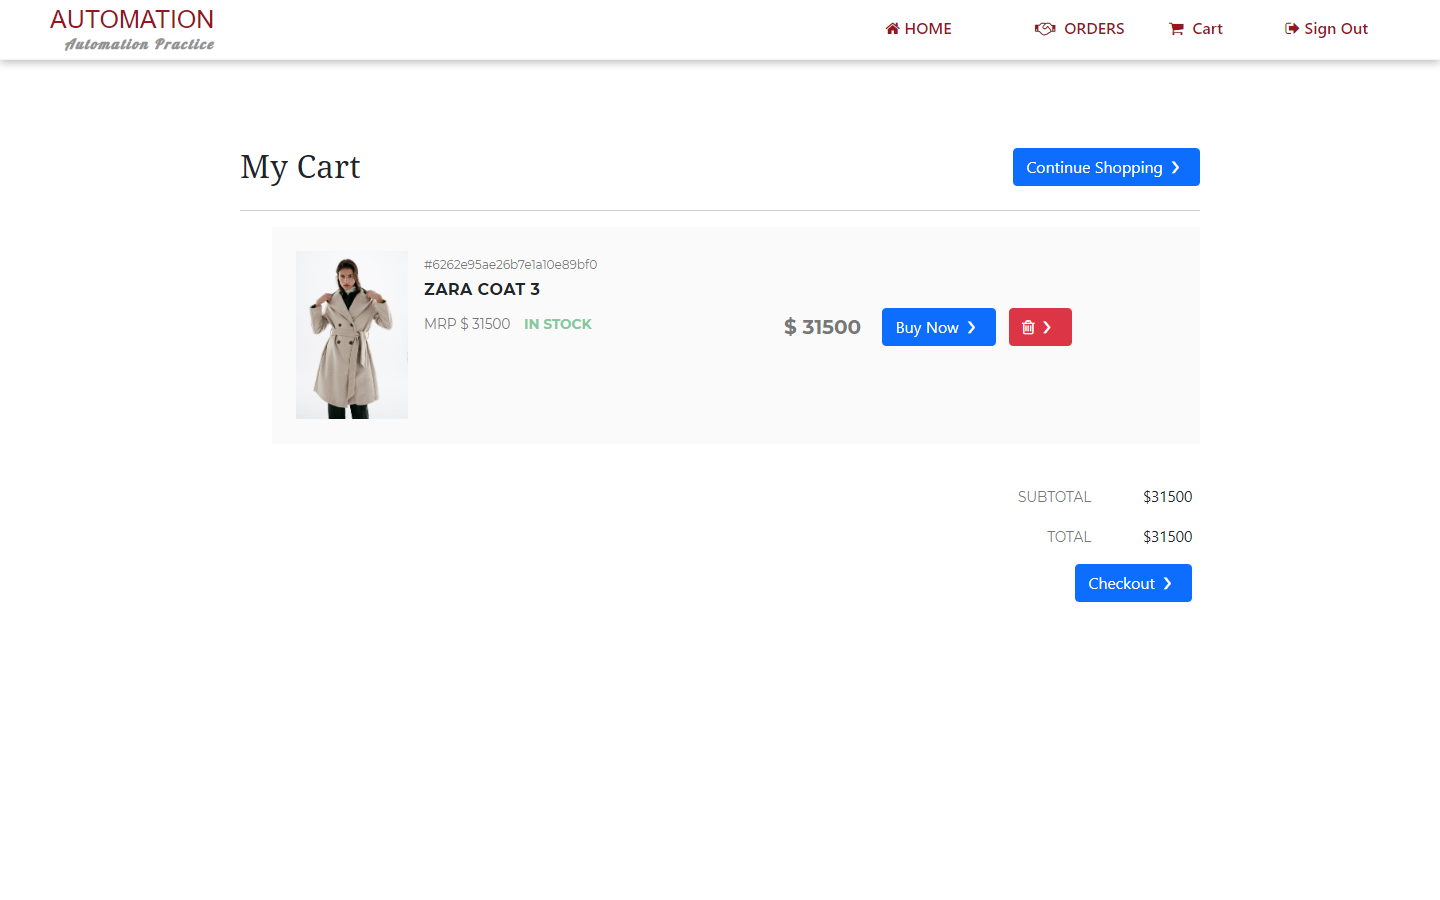 AUTOMATION
Automation Practice
HOME
ORDERS
Cart
Sign Out
My Cart
Continue Shopping ❯
#6262e95ae26b7e1a10e89bf0
ZARA COAT 3
MRP $ 31500 IN STOCK
$ 31500
Buy Now ❯
❯
SUBTOTAL $31500
TOTAL $31500
Checkout ❯